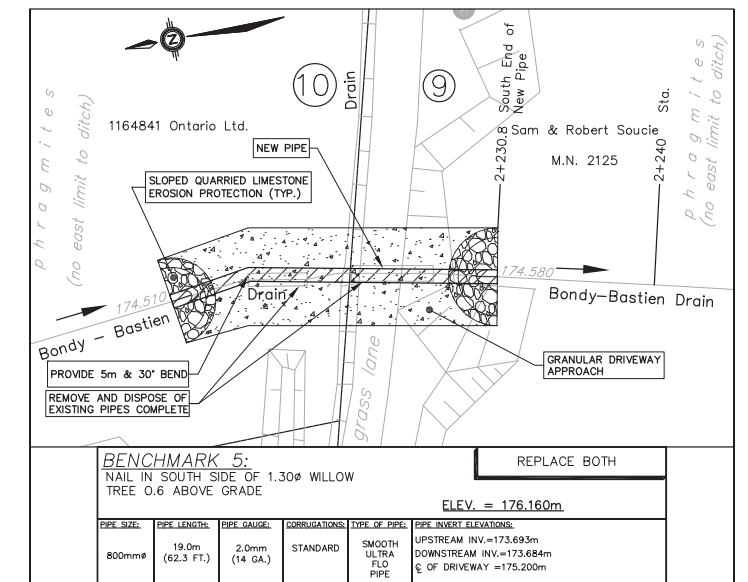 Z
10
Drain
9
South End of
New Pipe
2+230.8
Sta.
2+240
phragmites
(no east limit to ditch)
phragmites
(no east limit to ditch)
1164841 Ontario Ltd.
Sam & Robert Soucie
M.N. 2125
NEW PIPE
SLOPED QUARRIED LIMESTONE
EROSION PROTECTION (TYP.)
174.510
174.580
Drain
Bondy - Bastien
Bondy-Bastien Drain
PROVIDE 5m & 30° BEND
REMOVE AND DISPOSE OF
EXISTING PIPES COMPLETE
grass lane
GRANULAR DRIVEWAY
APPROACH
BENCHMARK 5:
NAIL IN SOUTH SIDE OF 1.30ø WILLOW
TREE 0.6 ABOVE GRADE
REPLACE BOTH
ELEV. = 176.160m
PIPE SIZE:
800mmø
PIPE LENGTH:
19.0m
(62.3 FT.)
PIPE GAUGE:
2.0mm
(14 GA.)
CORRUGATIONS:
STANDARD
TYPE OF PIPE:
SMOOTH
ULTRA
FLO
PIPE
PIPE INVERT ELEVATIONS:
UPSTREAM INV.=173.693m
DOWNSTREAM INV.=173.684m
℄ OF DRIVEWAY =175.200m